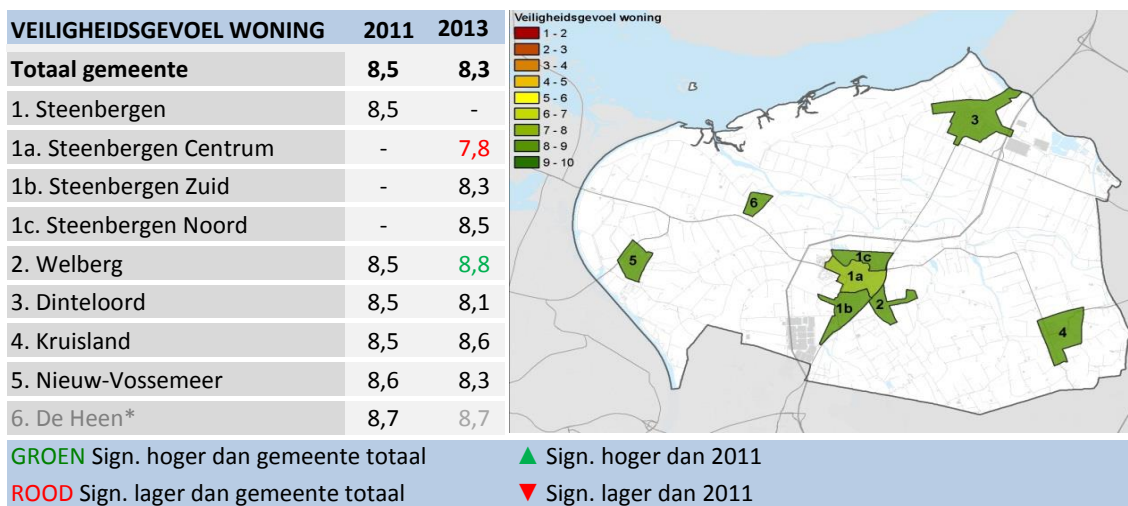 VEILIGHEIDSGEVOEL WONING 2011 2013
Totaal gemeente 8,5 8,3
1. Steenbergen 8,5 -
1a. Steenbergen Centrum - 7,8
1b. Steenbergen Zuid - 8,3
1c. Steenbergen Noord - 8,5
2. Welberg 8,5 8,8
3. Dinteloord 8,5 8,1
4. Kruisland 8,5 8,6
5. Nieuw-Vossemeer 8,6 8,3
6. De Heen* 8,7 8,7
Veiligheidsgevoel woning
1 - 2
2 - 3
3 - 4
4 - 5
5 - 6
6 - 7
7 - 8
8 - 9
9 - 10
3
6
5
1c
1a
1b
2
4
GROEN Sign. hoger dan gemeente totaal ▲ Sign. hoger dan 2011
ROOD Sign. lager dan gemeente totaal ▼ Sign. lager dan 2011